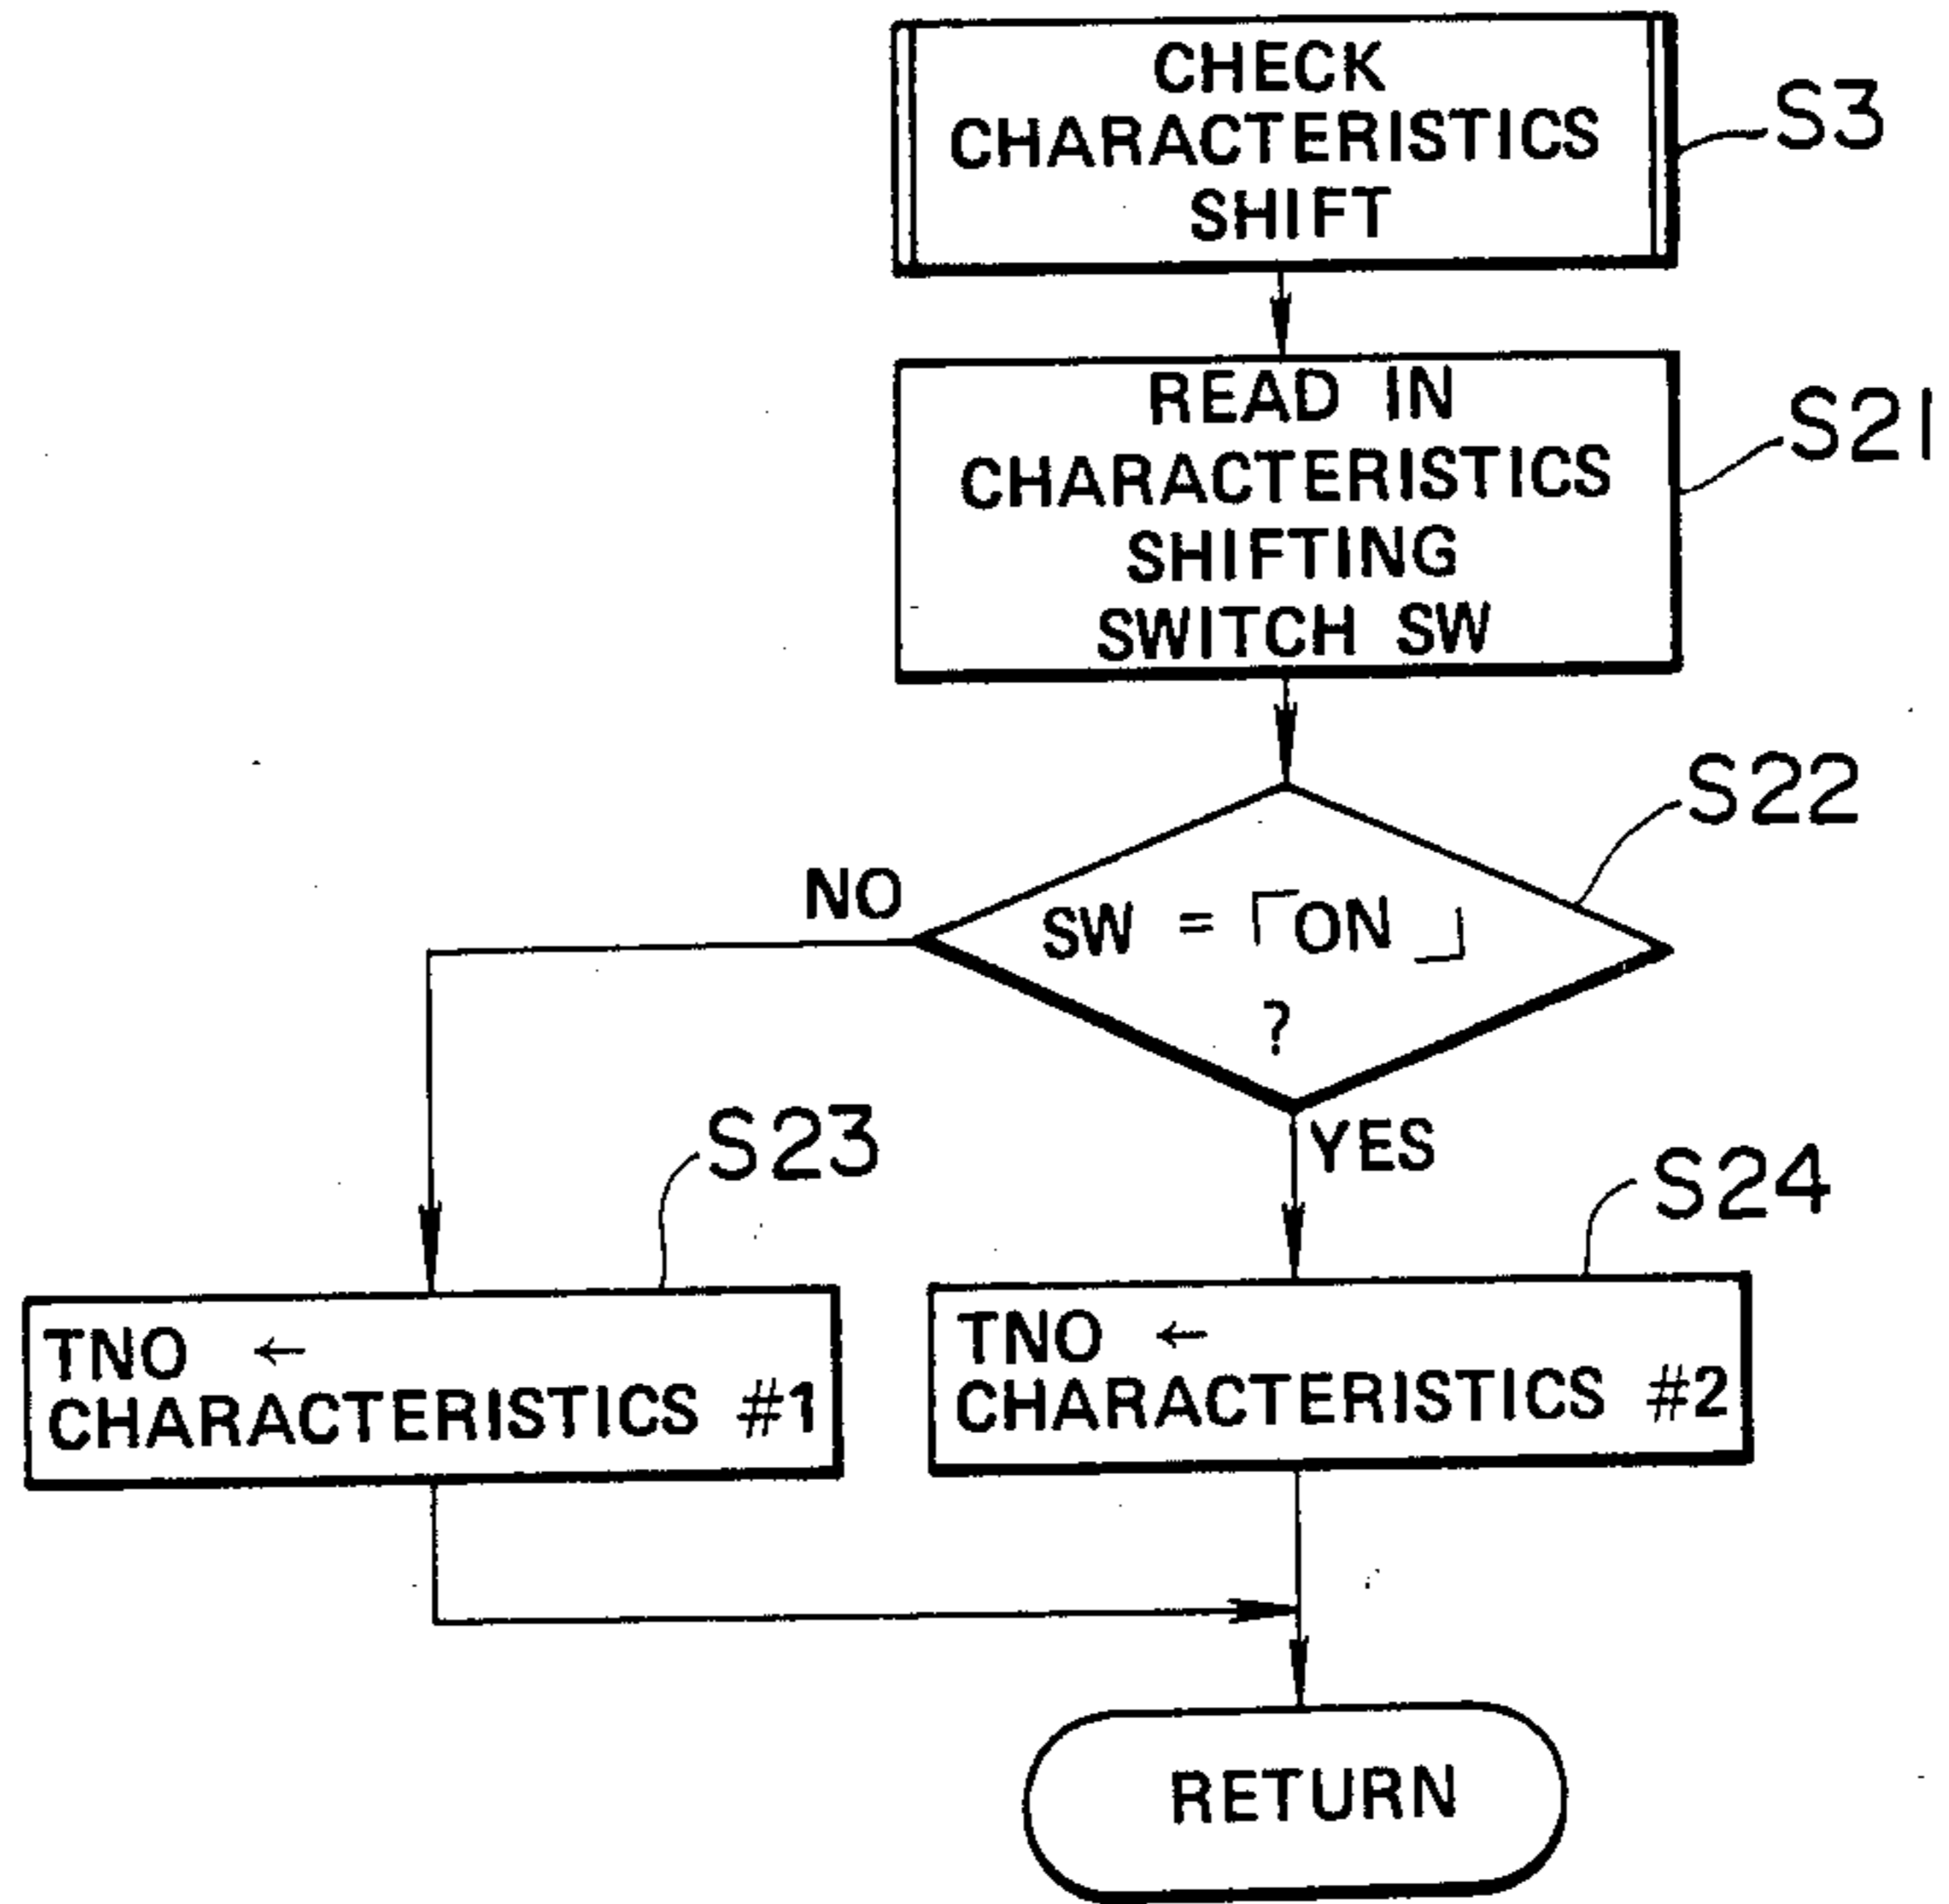 CHECK
CHARACTERISTICS
SHIFT
S3
READ IN
CHARACTERISTICS
SHIFTING
SWITCH SW
S21
S22
NO
SW = 「ON」
?
YES
S23
S24
TNO ←
CHARACTERISTICS #1
TNO ←
CHARACTERISTICS #2
RETURN